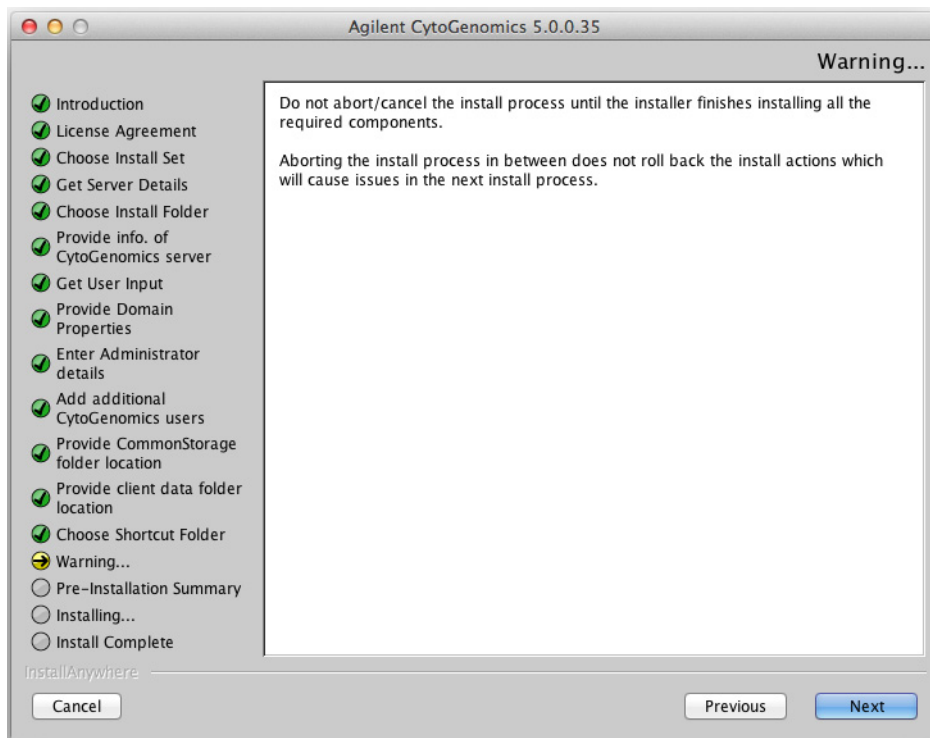 Agilent CytoGenomics 5.0.0.35
Warning...
Introduction
License Agreement
Choose Install Set
Get Server Details
Choose Install Folder
Provide info. of
CytoGenomics server
Get User Input
Provide Domain
Properties
Enter Administrator
details
Add additional
CytoGenomics users
Provide CommonStorage
folder location
Provide client data folder
location
Choose Shortcut Folder
Warning...
Pre-Installation Summary
Installing...
Install Complete
Do not abort/cancel the install process until the installer finishes installing all the
required components.
Aborting the install process in between does not roll back the install actions which
will cause issues in the next install process.
InstallAnywhere
Cancel
Previous
Next